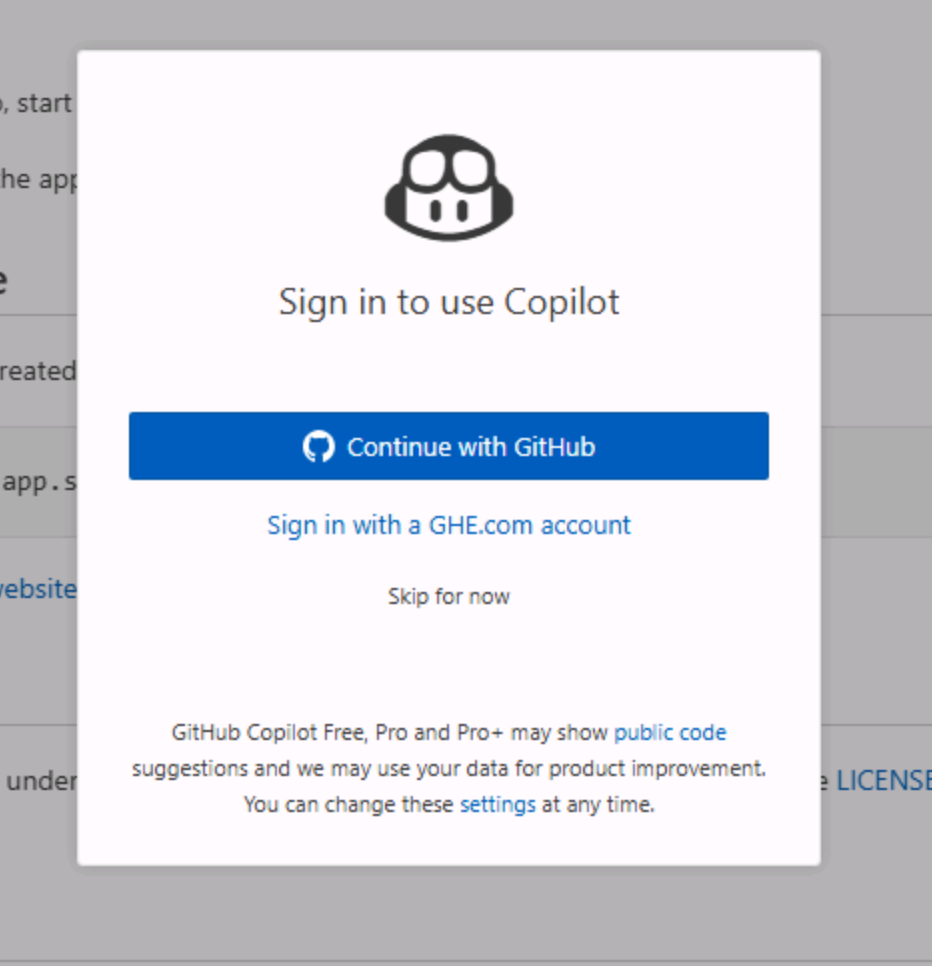 , start
he app
e
Sign in to use Copilot
reated
Continue with GitHub
app.s
Sign in with a GHE.com account
ebsite
Skip for now
GitHub Copilot Free, Pro and Pro+ may show public code
suggestions and we may use your data for product improvement.
under
e LICENSE
You can change these settings at any time.